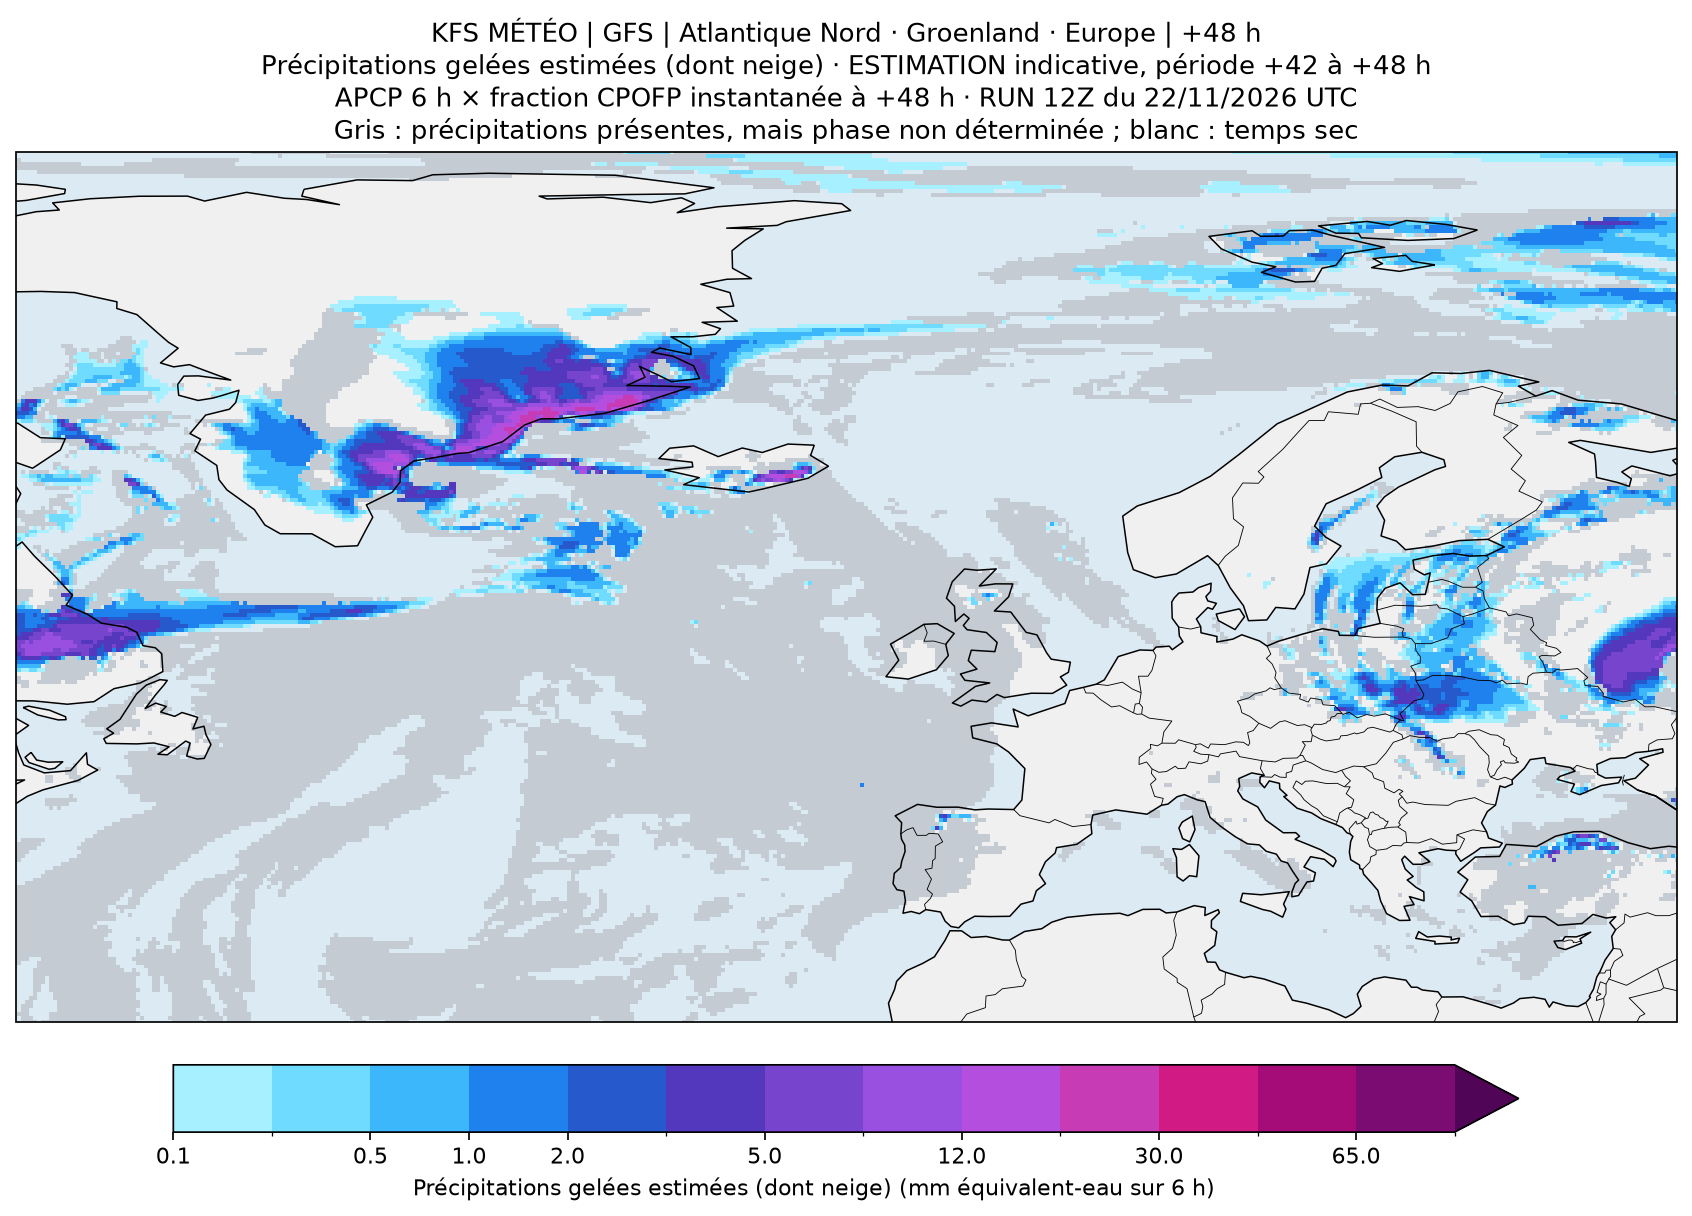 KFS MÉTÉO | GFS | Atlantique Nord · Groenland · Europe | +48 h
Précipitations gelées estimées (dont neige) · ESTIMATION indicative, période +42 à +48 h
APCP 6 h × fraction CPOFP instantanée à +48 h · RUN 12Z du 22/11/2026 UTC
Gris : précipitations présentes, mais phase non déterminée ; blanc : temps sec
0.1 0.5 1.0 2.0 5.0 12.0 30.0 65.0
Précipitations gelées estimées (dont neige) (mm équivalent-eau sur 6 h)